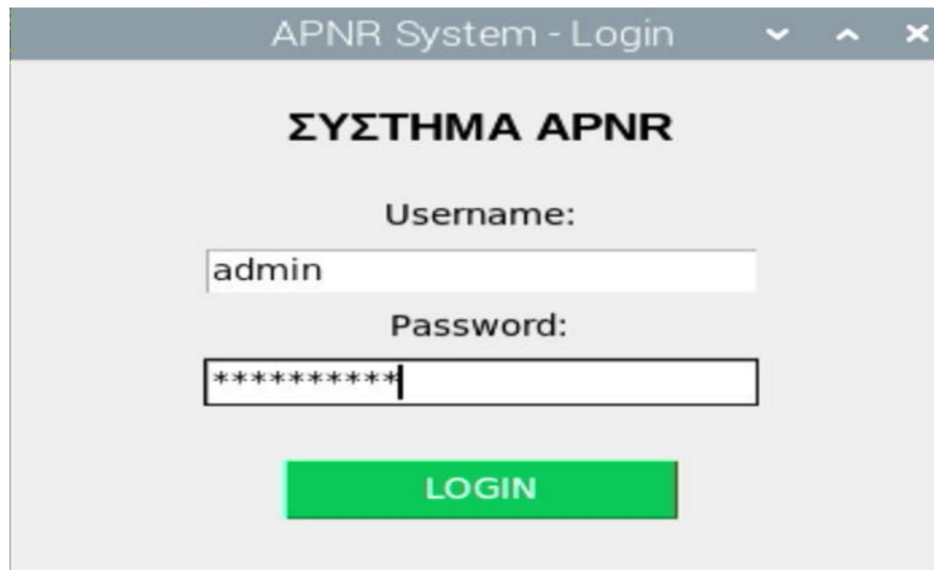 APNR System - Login
ΣΥΣΤΗΜΑ APNR
Username:
admin
Password:
**********
LOGIN